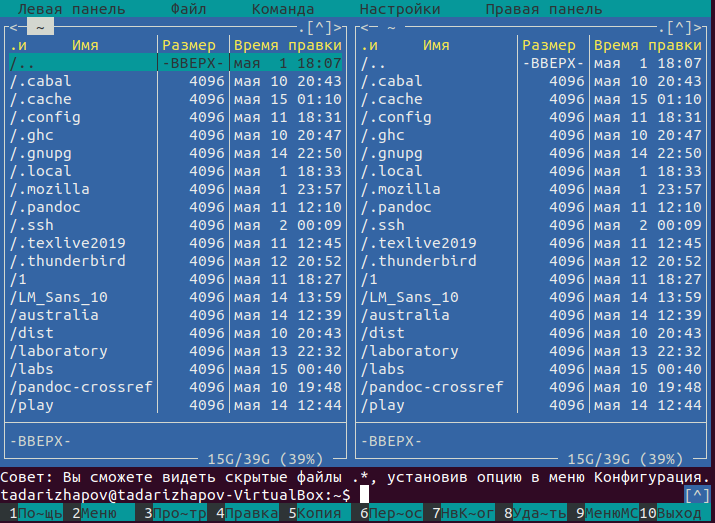 Левая панель Файл Команда Настройки Правая панель
<─ ~ .[^]> <─ ~ .[^]>
.и Имя Размер Время правки .и Имя Размер Время правки
/.. -ВВЕРХ- мая 1 18:07 /.. -ВВЕРХ- мая 1 18:07
/.cabal 4096 мая 10 20:43 /.cabal 4096 мая 10 20:43
/.cache 4096 мая 15 01:10 /.cache 4096 мая 15 01:10
/.config 4096 мая 11 18:31 /.config 4096 мая 11 18:31
/.ghc 4096 мая 10 20:47 /.ghc 4096 мая 10 20:47
/.gnupg 4096 мая 14 22:50 /.gnupg 4096 мая 14 22:50
/.local 4096 мая 1 18:33 /.local 4096 мая 1 18:33
/.mozilla 4096 мая 1 23:57 /.mozilla 4096 мая 1 23:57
/.pandoc 4096 мая 11 12:10 /.pandoc 4096 мая 11 12:10
/.ssh 4096 мая 2 00:09 /.ssh 4096 мая 2 00:09
/.texlive2019 4096 мая 11 12:45 /.texlive2019 4096 мая 11 12:45
/.thunderbird 4096 мая 12 20:52 /.thunderbird 4096 мая 12 20:52
/1 4096 мая 11 18:27 /1 4096 мая 11 18:27
/LM_Sans_10 4096 мая 14 13:59 /LM_Sans_10 4096 мая 14 13:59
/australia 4096 мая 14 12:39 /australia 4096 мая 14 12:39
/dist 4096 мая 10 20:43 /dist 4096 мая 10 20:43
/laboratory 4096 мая 13 22:32 /laboratory 4096 мая 13 22:32
/labs 4096 мая 15 00:40 /labs 4096 мая 15 00:40
/pandoc-crossref 4096 мая 10 19:48 /pandoc-crossref 4096 мая 10 19:48
/play 4096 мая 14 12:44 /play 4096 мая 14 12:44
-ВВЕРХ- -ВВЕРХ-
15G/39G (39%) 15G/39G (39%)
Совет: Вы сможете видеть скрытые файлы .*, установив опцию в меню Конфигурация.
tadarizhapov@tadarizhapov-VirtualBox:~$ [^]
1По~щь 2Меню 3Про~тр 4Правка 5Копия 6Пер~ос 7НвК~ог 8Уда~ть 9МенюMC 10Выход